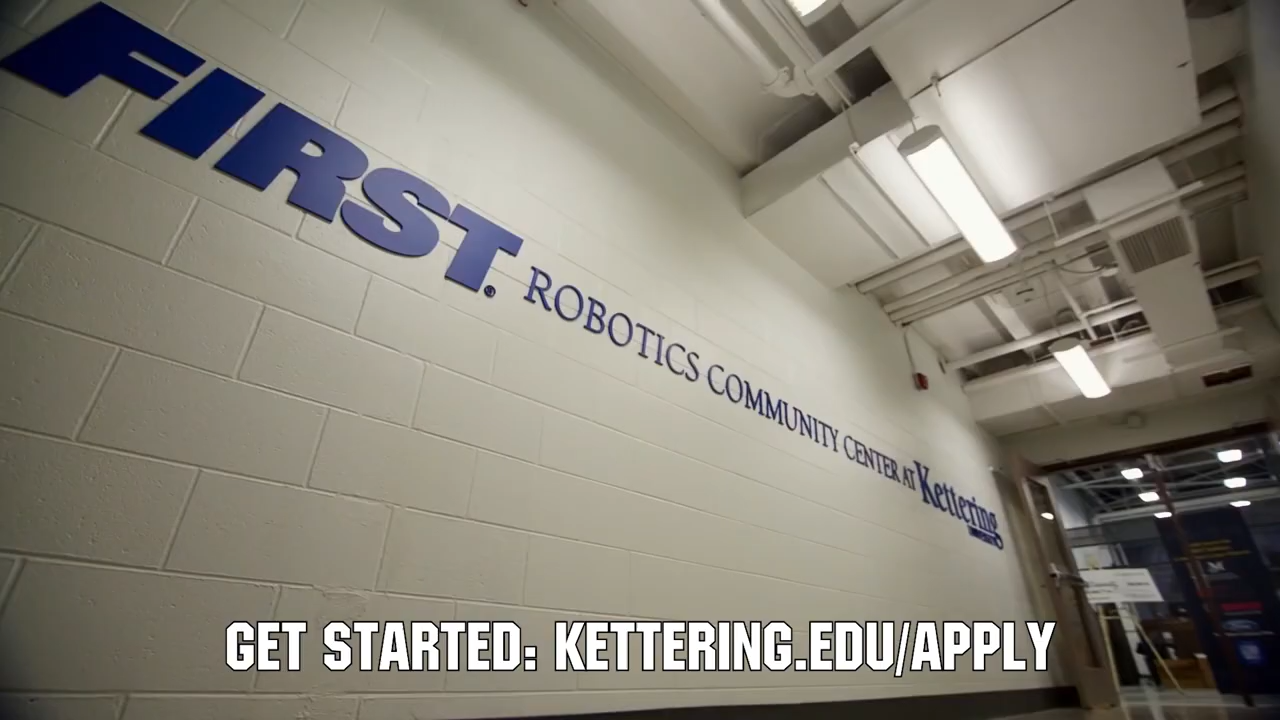 FIRST® ROBOTICS COMMUNITY CENTER AT Kettering
GET STARTED: KETTERING.EDU/APPLY